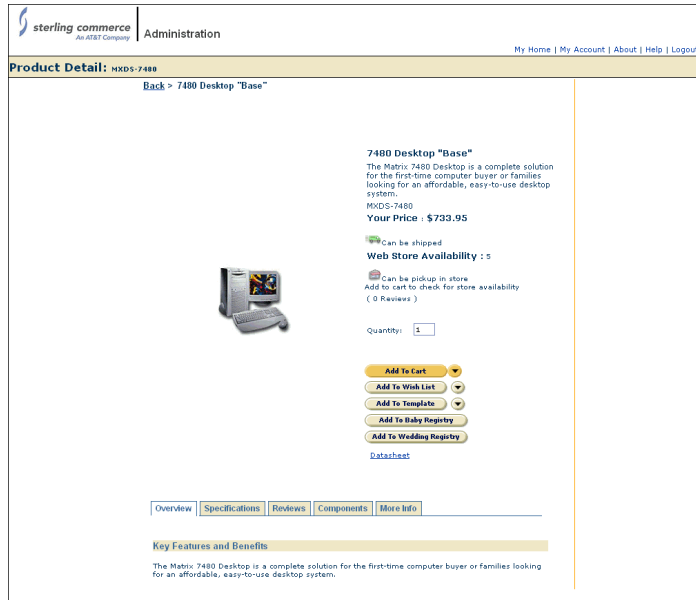 sterling commerce
An AT&T Company
Administration
My Home | My Account | About | Help | Logout
Product Detail: MXDS-7480
Back > 7480 Desktop "Base"
7480 Desktop "Base"
The Matrix 7480 Desktop is a complete solution
for the first-time computer buyer or families
looking for an affordable, easy-to-use desktop
system.
MXDS-7480
Your Price : $733.95
Can be shipped
Web Store Availability : 5
Can be pickup in store
Add to cart to check for store availability
( 0 Reviews )
Quantity: 1
Add To Cart
Add To Wish List
Add To Template
Add To Baby Registry
Add To Wedding Registry
Datasheet
Overview Specifications Reviews Components More Info
Key Features and Benefits
The Matrix 7480 Desktop is a complete solution for the first-time computer buyer or families looking
for an affordable, easy-to-use desktop system.